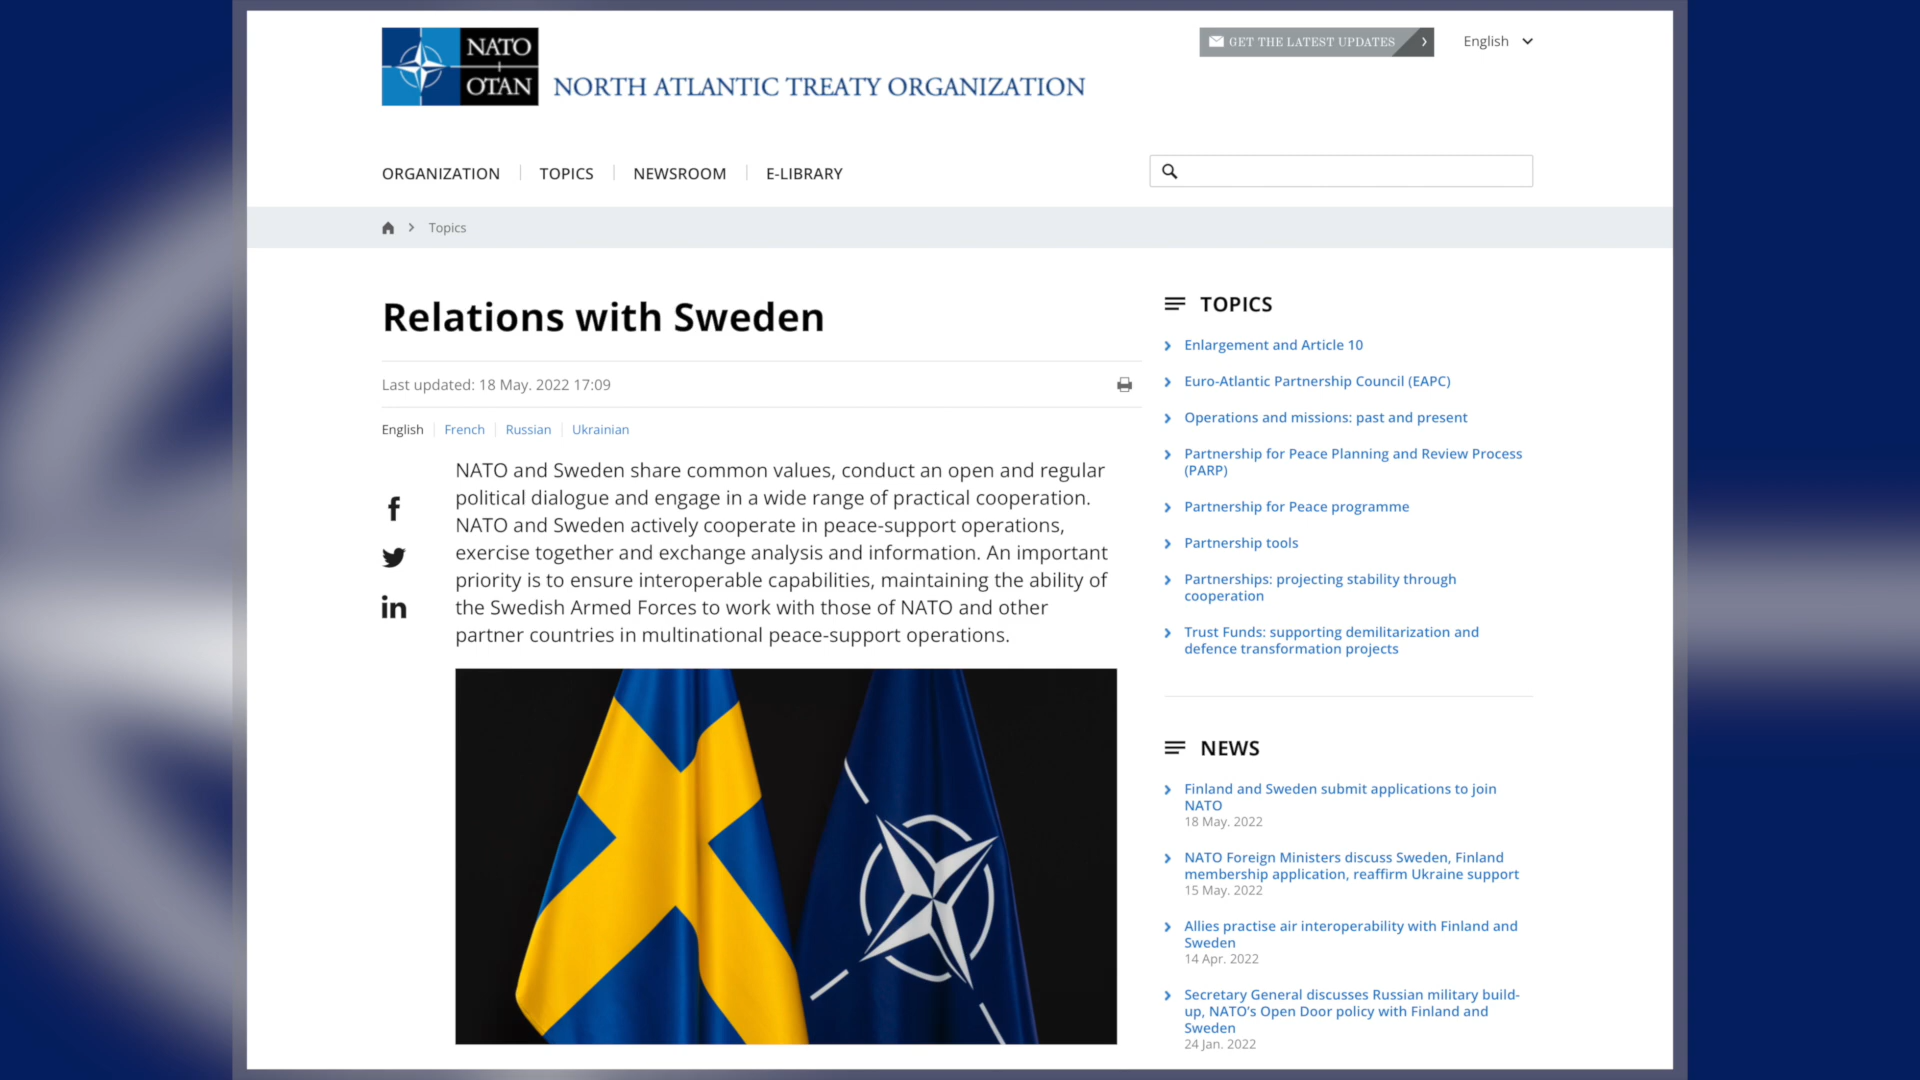 NATO
OTAN
NORTH ATLANTIC TREATY ORGANIZATION
GET THE LATEST UPDATES
English
ORGANIZATION
TOPICS
NEWSROOM
E-LIBRARY
Topics
Relations with Sweden
Last updated: 18 May. 2022 17:09
English
French
Russian
Ukrainian
NATO and Sweden share common values, conduct an open and regular
political dialogue and engage in a wide range of practical cooperation.
NATO and Sweden actively cooperate in peace-support operations,
exercise together and exchange analysis and information. An important
priority is to ensure interoperable capabilities, maintaining the ability of
the Swedish Armed Forces to work with those of NATO and other
partner countries in multinational peace-support operations.
TOPICS
Enlargement and Article 10
Euro-Atlantic Partnership Council (EAPC)
Operations and missions: past and present
Partnership for Peace Planning and Review Process
(PARP)
Partnership for Peace programme
Partnership tools
Partnerships: projecting stability through
cooperation
Trust Funds: supporting demilitarization and
defence transformation projects
NEWS
Finland and Sweden submit applications to join
NATO
18 May. 2022
NATO Foreign Ministers discuss Sweden, Finland
membership application, reaffirm Ukraine support
15 May. 2022
Allies practise air interoperability with Finland and
Sweden
14 Apr. 2022
Secretary General discusses Russian military build-
up, NATO's Open Door policy with Finland and
Sweden
24 Jan. 2022